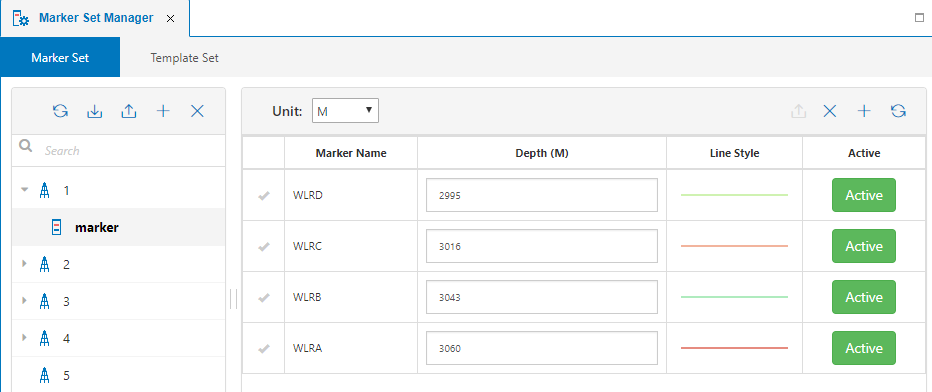 Marker Set Manager
Marker Set Template Set
Search
1
marker
2
3
4
5
Unit: M
Marker Name Depth (M) Line Style Active
WLRD 2995 Active
WLRC 3016 Active
WLRB 3043 Active
WLRA 3060 Active